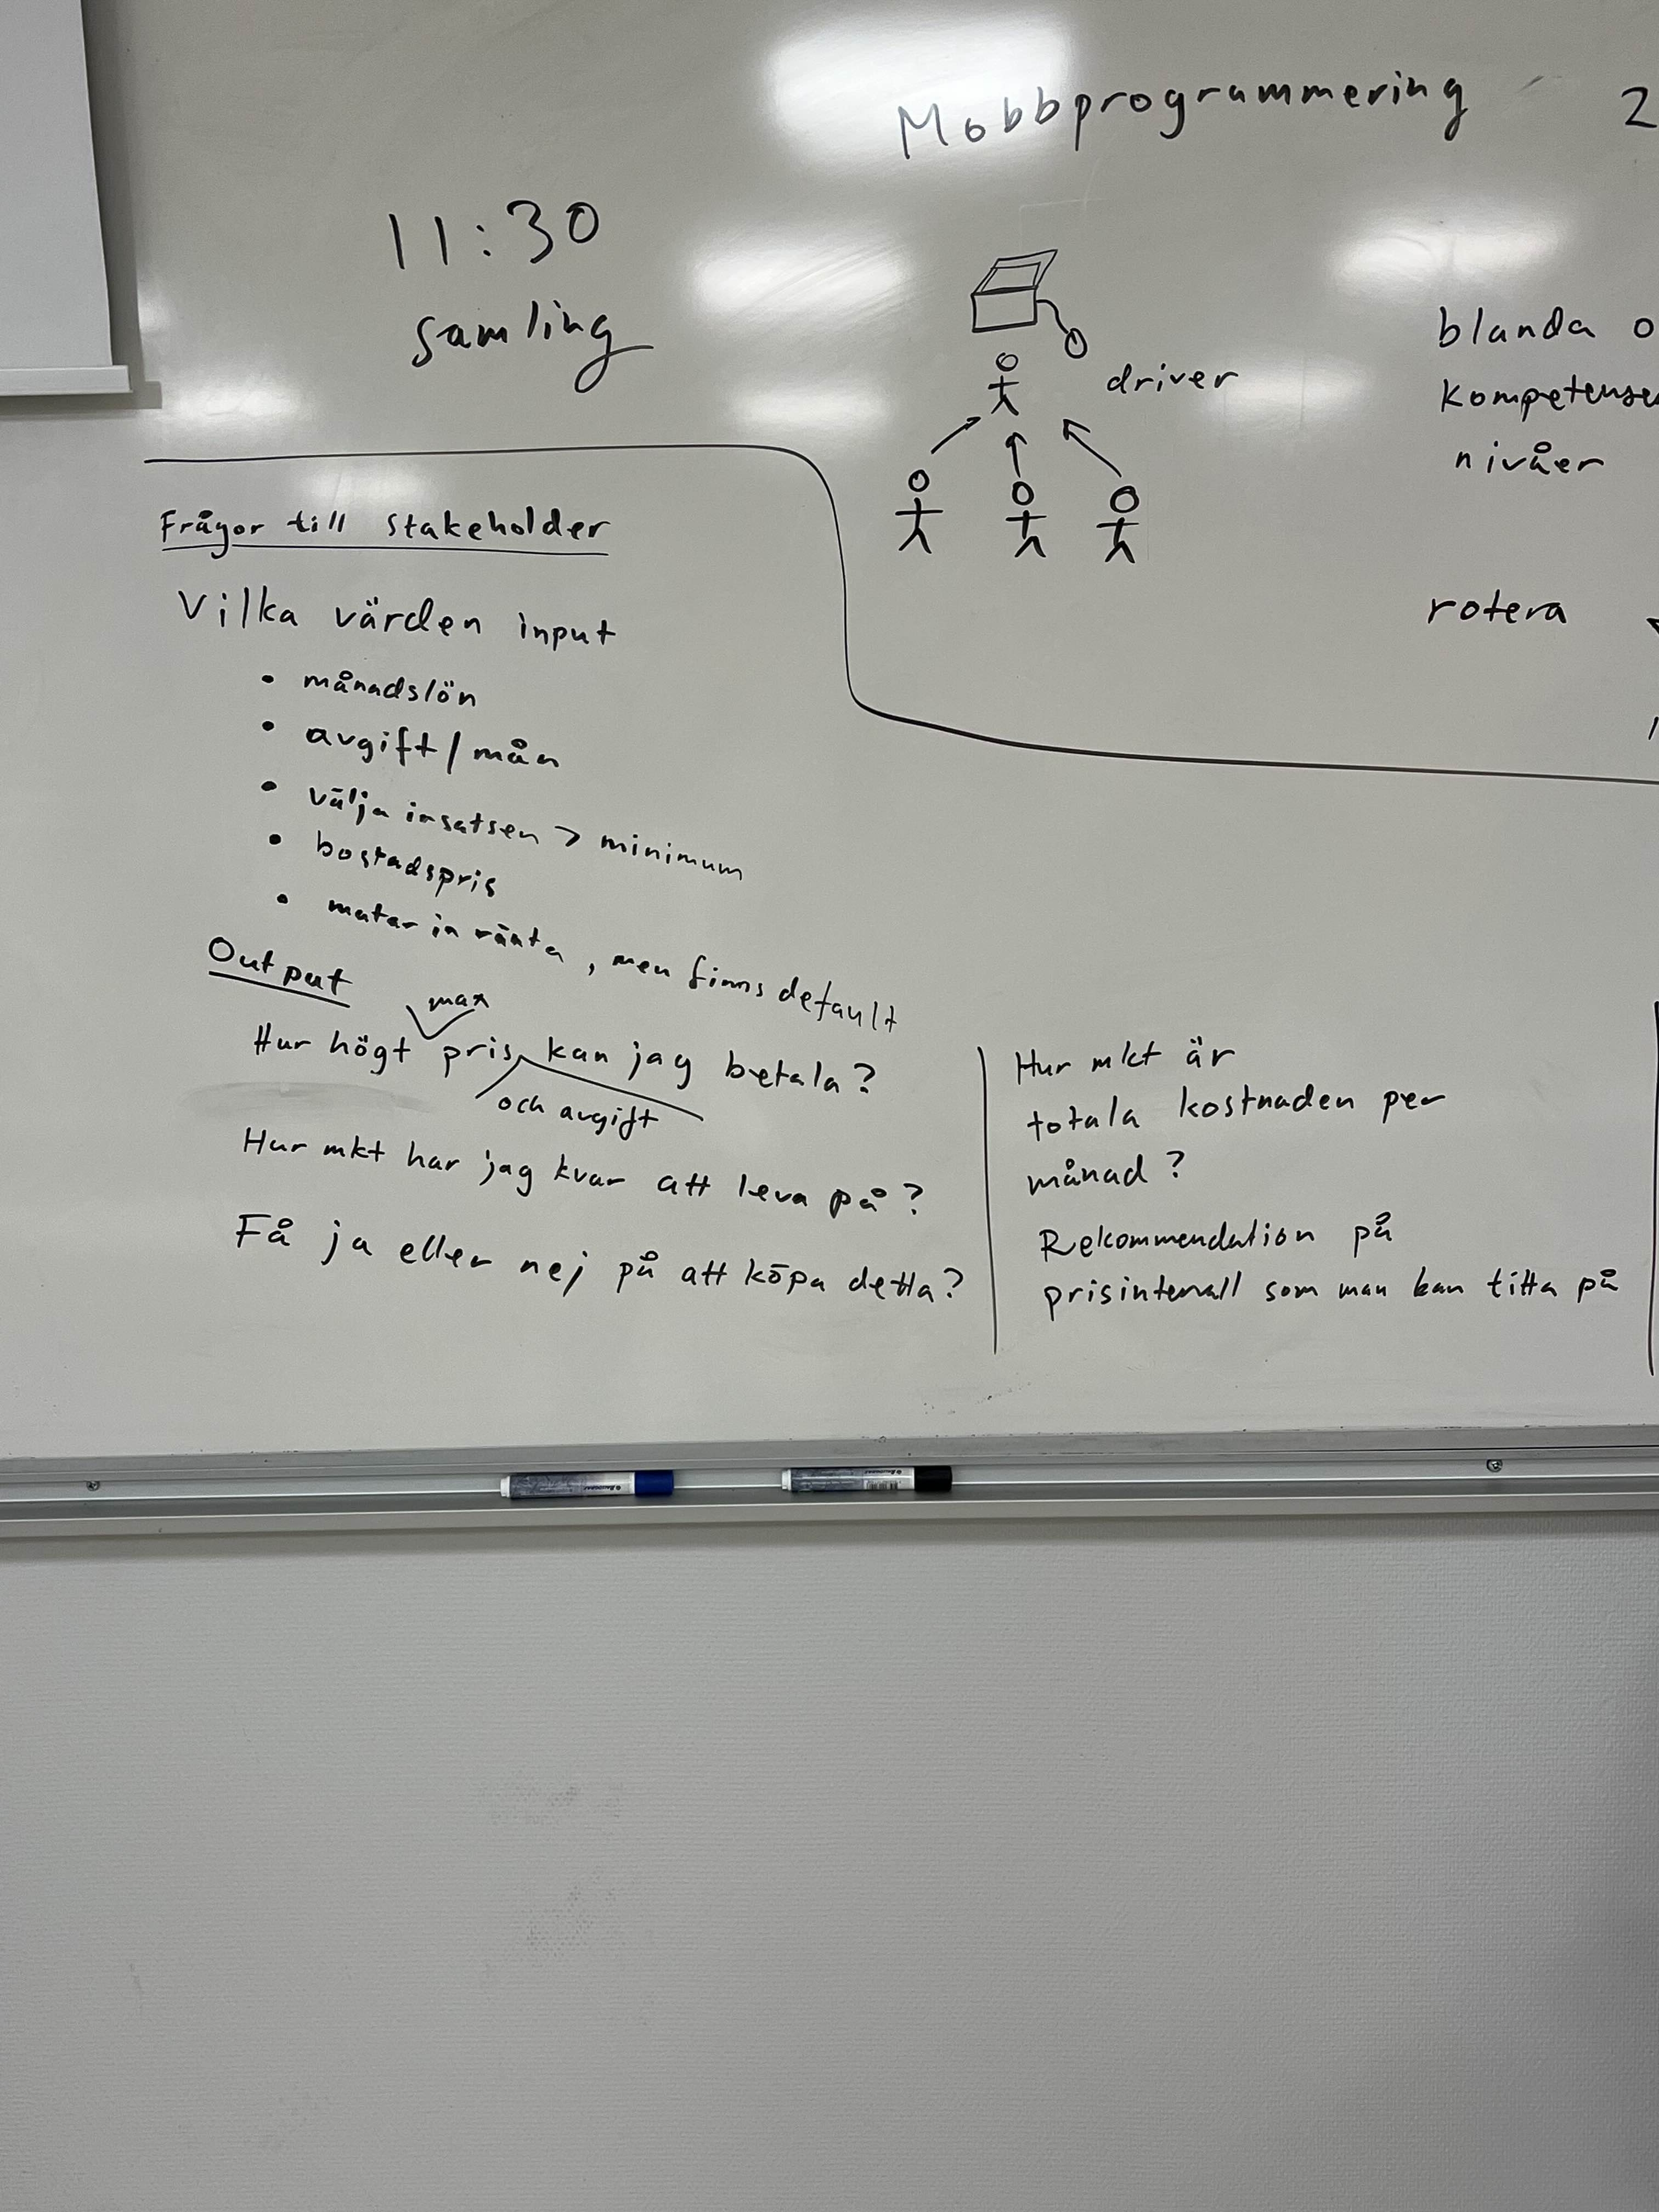 Mobbprogrammering 2
11:30
samling
driver
blanda
kompetense
nivåer
rotera
Frågor till stakeholder
Vilka värden input
• månadslön
• avgift/mån
• välja insatsen > minimum
• bostadspris
• matar in ränta, men finns default
Output
max
Hur högt pris kan jag betala?
och avgift
Hur mkt har jag kvar att leva på?
Få ja eller nej på att köpa detta?
Hur mkt är
totala kostnaden per
månad?
Rekommendation på
prisintervall som man kan titta på